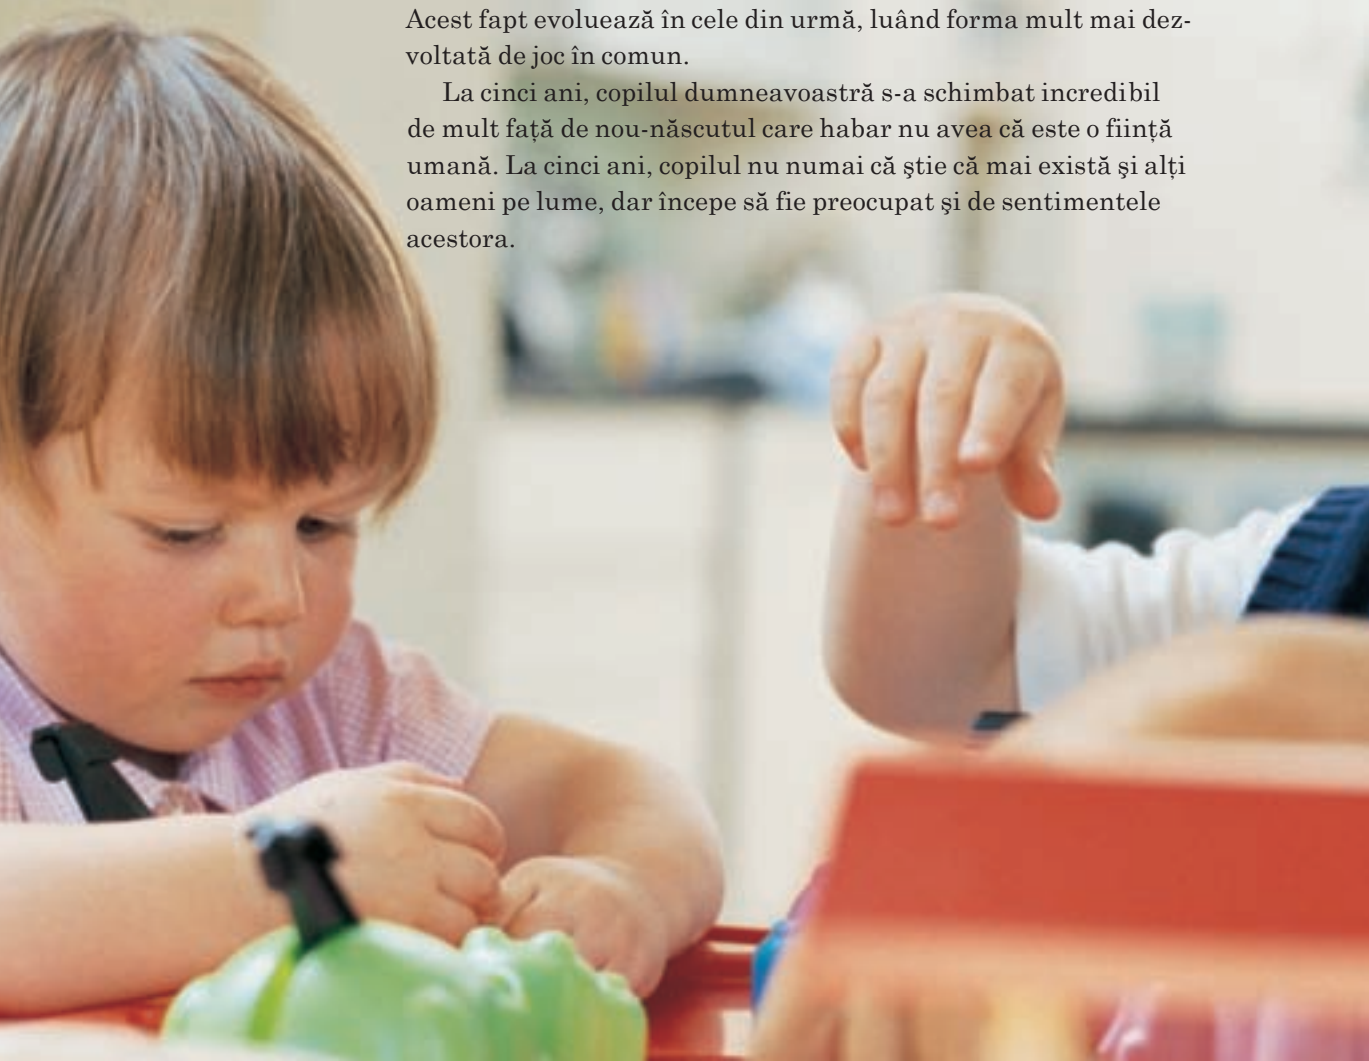 Acest fapt evoluează în cele din urmă, luând forma mult mai dez-
voltată de joc în comun.
La cinci ani, copilul dumneavoastră s-a schimbat incredibil
de mult față de nou-născutul care habar nu avea că este o ființă
umană. La cinci ani, copilul nu numai că ştie că mai există şi alți
oameni pe lume, dar începe să fie preocupat şi de sentimentele
acestora.